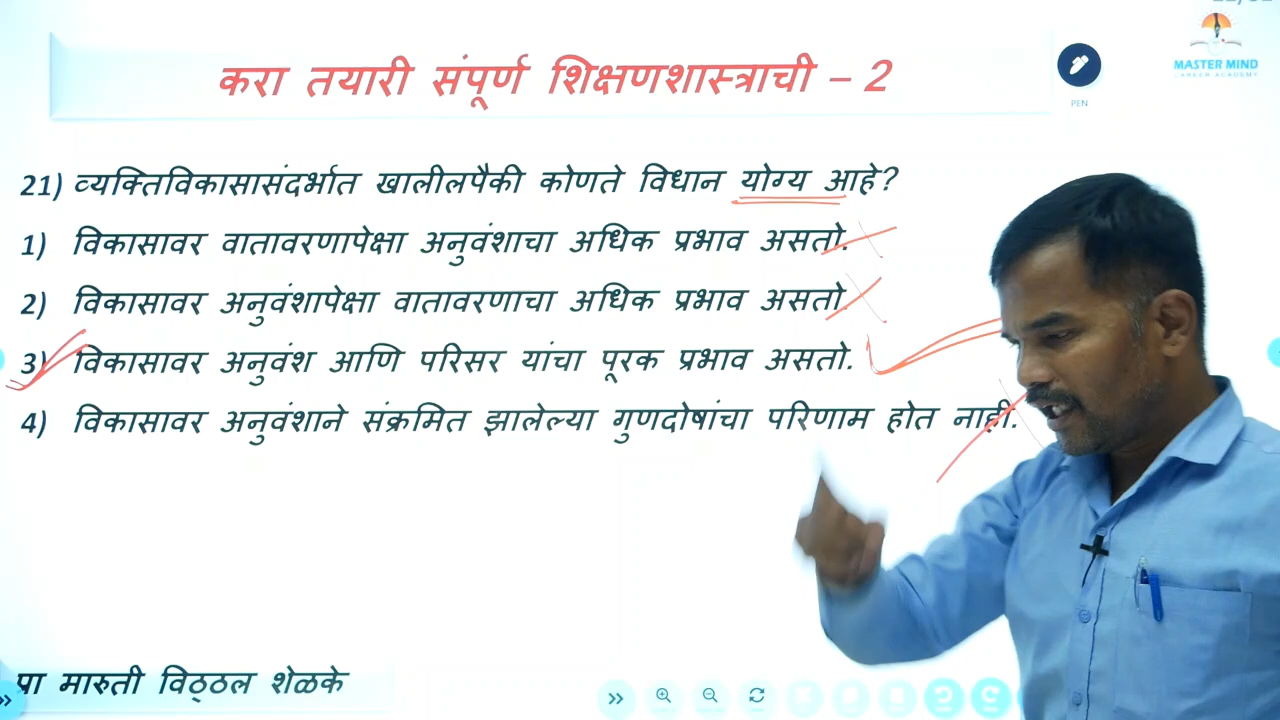 करा तयारी संपूर्ण शिक्षणशास्त्राची – 2
MASTER MIND
CAREER ACADEMY
PEN
21) व्यक्तिविकासासंदर्भात खालीलपैकी कोणते विधान योग्य आहे?
1) विकासावर वातावरणापेक्षा अनुवंशाचा अधिक प्रभाव असतो.
2) विकासावर अनुवंशापेक्षा वातावरणाचा अधिक प्रभाव असतो
3) विकासावर अनुवंश आणि परिसर यांचा पूरक प्रभाव असतो.
4) विकासावर अनुवंशाने संक्रमित झालेल्या गुणदोषांचा परिणाम होत नाही.
प्रा मारुती विठ्ठल शेळके